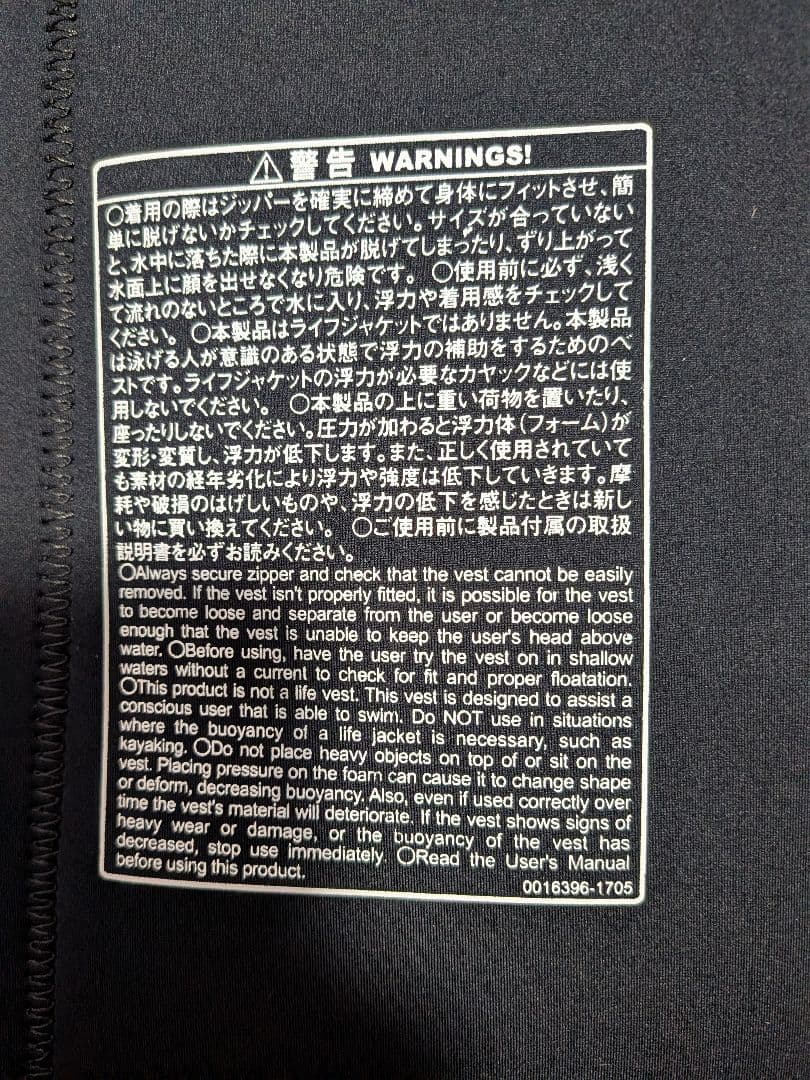 警告 WARNINGS!
○着用の際はジッパーを確実に締めて身体にフィットさせ、簡
単に脱げないかチェックしてください。サイズが合っていない
と、水中に落ちた際に本製品が脱げてしまったり、ずり上がって
水面上に顔を出せなくなり危険です。 ○使用前に必ず、浅く
て流れのないところで水に入り、浮力や着用感をチェックして
ください。 ○本製品はライフジャケットではありません。本製品
は泳げる人が意識のある状態で浮力の補助をするためのベ
ストです。ライフジャケットの浮力が必要なカヤックなどには使
用しないでください。 ○本製品の上に重い荷物を置いたり、
座ったりしないでください。圧力が加わると浮力体(フォーム)が
変形・変質し、浮力が低下します。また、正しく使用されていて
も素材の経年劣化により浮力や強度は低下していきます。摩
耗や破損のはげしいものや、浮力の低下を感じたときは新し
い物に買い換えてください。 ○ご使用前に製品付属の取扱
説明書を必ずお読みください。
○Always secure zipper and check that the vest cannot be easily
removed. If the vest isn't properly fitted, it is possible for the vest
to become loose and separate from the user or become loose
enough that the vest is unable to keep the user's head above
water. ○Before using, have the user try the vest on in shallow
waters without a current to check for fit and proper floatation.
○This product is not a life vest. This vest is designed to assist a
conscious user that is able to swim. Do NOT use in situations
where the buoyancy of a life jacket is necessary, such as
kayaking. ○Do not place heavy objects on top of or sit on the
vest. Placing pressure on the foam can cause it to change shape
or deform, decreasing buoyancy. Also, even if used correctly over
time the vest's material will deteriorate. If the vest shows signs of
heavy wear or damage, or the buoyancy of the vest has
decreased, stop use immediately. ○Read the User's Manual
before using this product.
0016396-1705